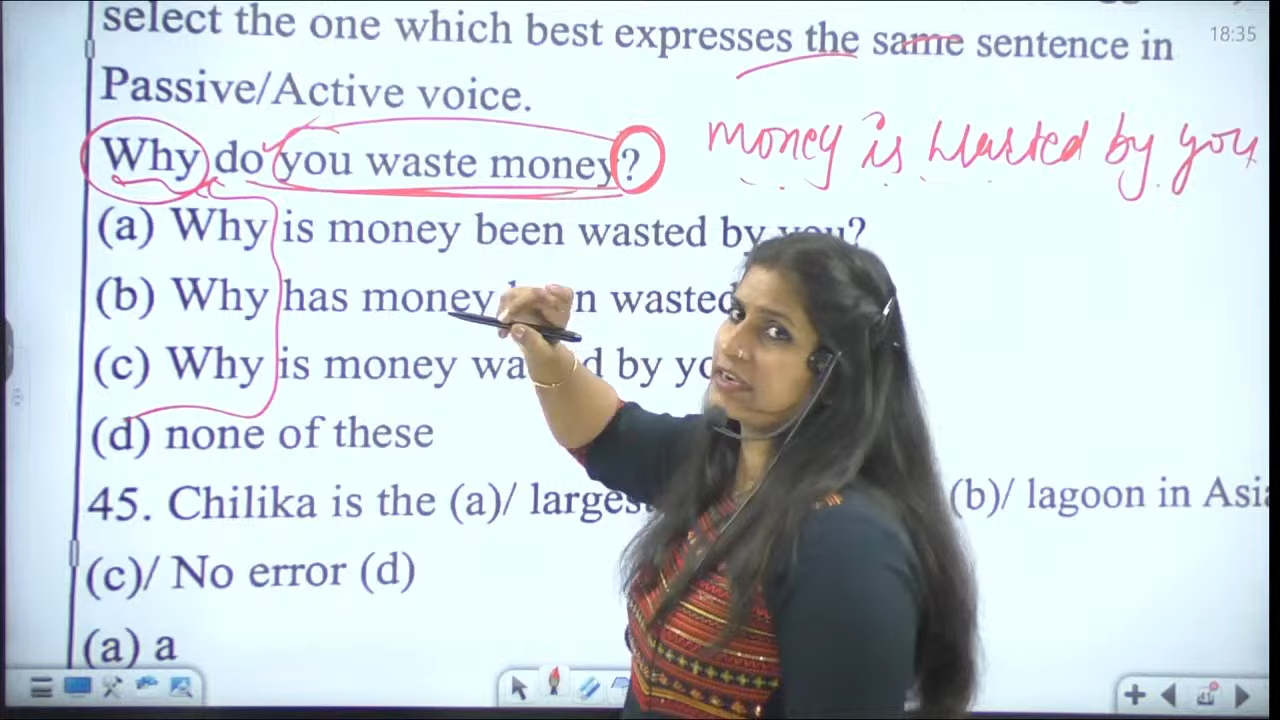 18:35
select the one which best expresses the same sentence in
Passive/Active voice.
Why do you waste money?
money is wasted by you
(a) Why is money been wasted by you?
(b) Why has money wasted
(c) Why is money by
(d) none of these
45. Chilika is the (a)/ (b)/ lagoon in
(c)/ No error (d)
(a) a